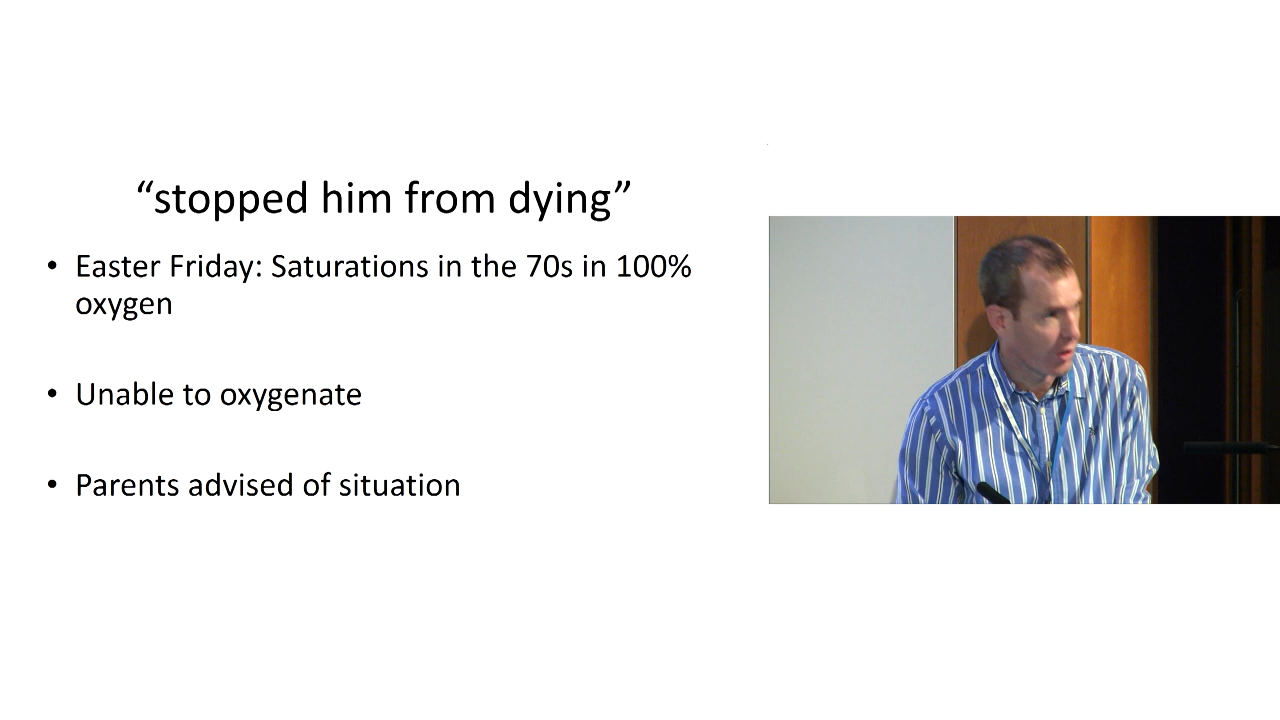 “stopped him from dying”
• Easter Friday: Saturations in the 70s in 100%
oxygen
• Unable to oxygenate
• Parents advised of situation